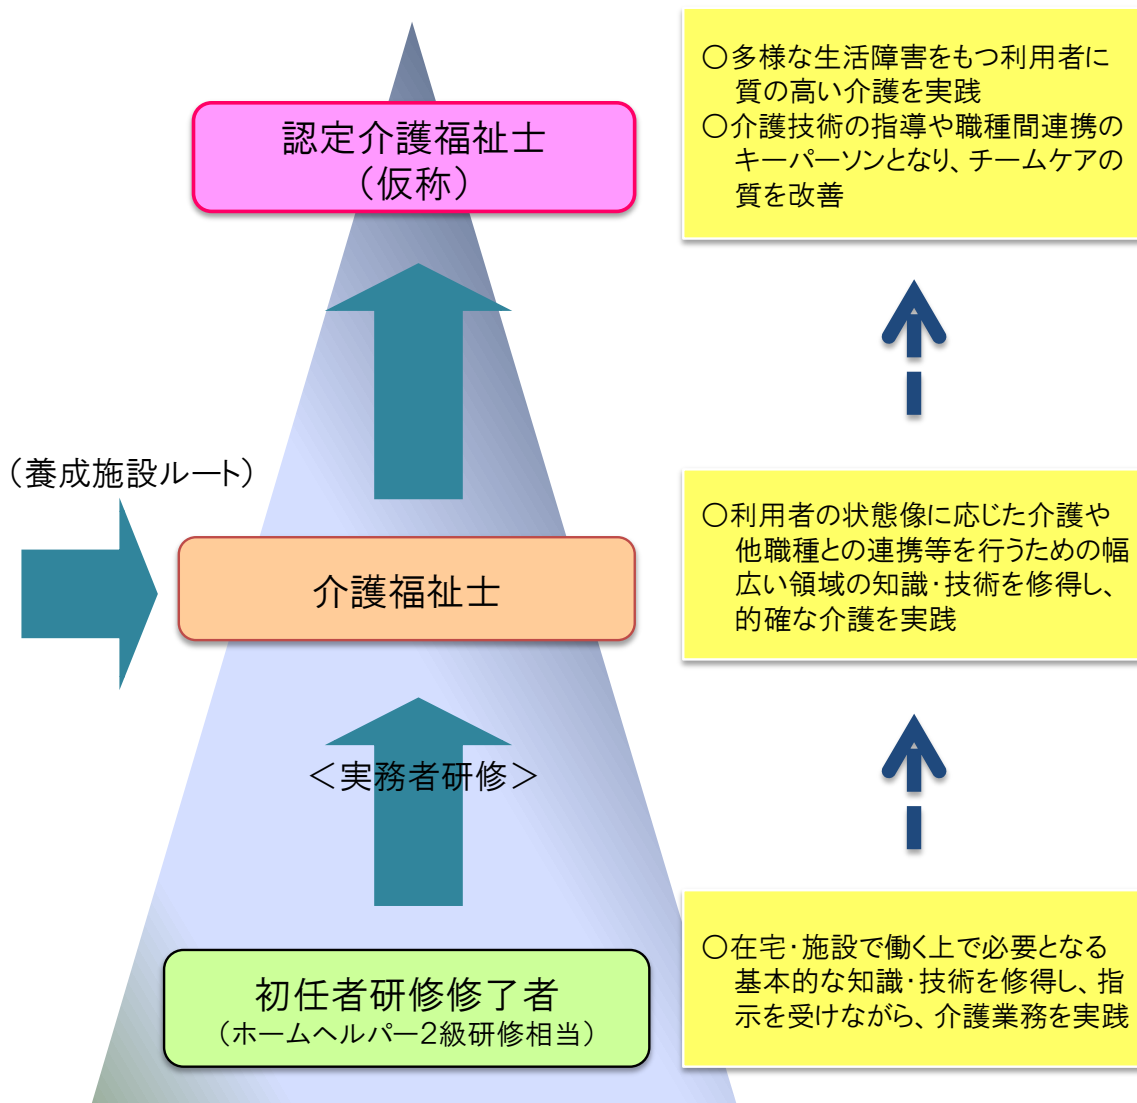 認定介護福祉士
（仮称）
○多様な生活障害をもつ利用者に
質の高い介護を実践
○介護技術の指導や職種間連携の
キーパーソンとなり、チームケアの
質を改善
（養成施設ルート）
介護福祉士
○利用者の状態像に応じた介護や
他職種との連携等を行うための幅
広い領域の知識・技術を修得し、
的確な介護を実践
＜実務者研修＞
初任者研修修了者
（ホームヘルパー2級研修相当）
○在宅・施設で働く上で必要となる
基本的な知識・技術を修得し、指
示を受けながら、介護業務を実践